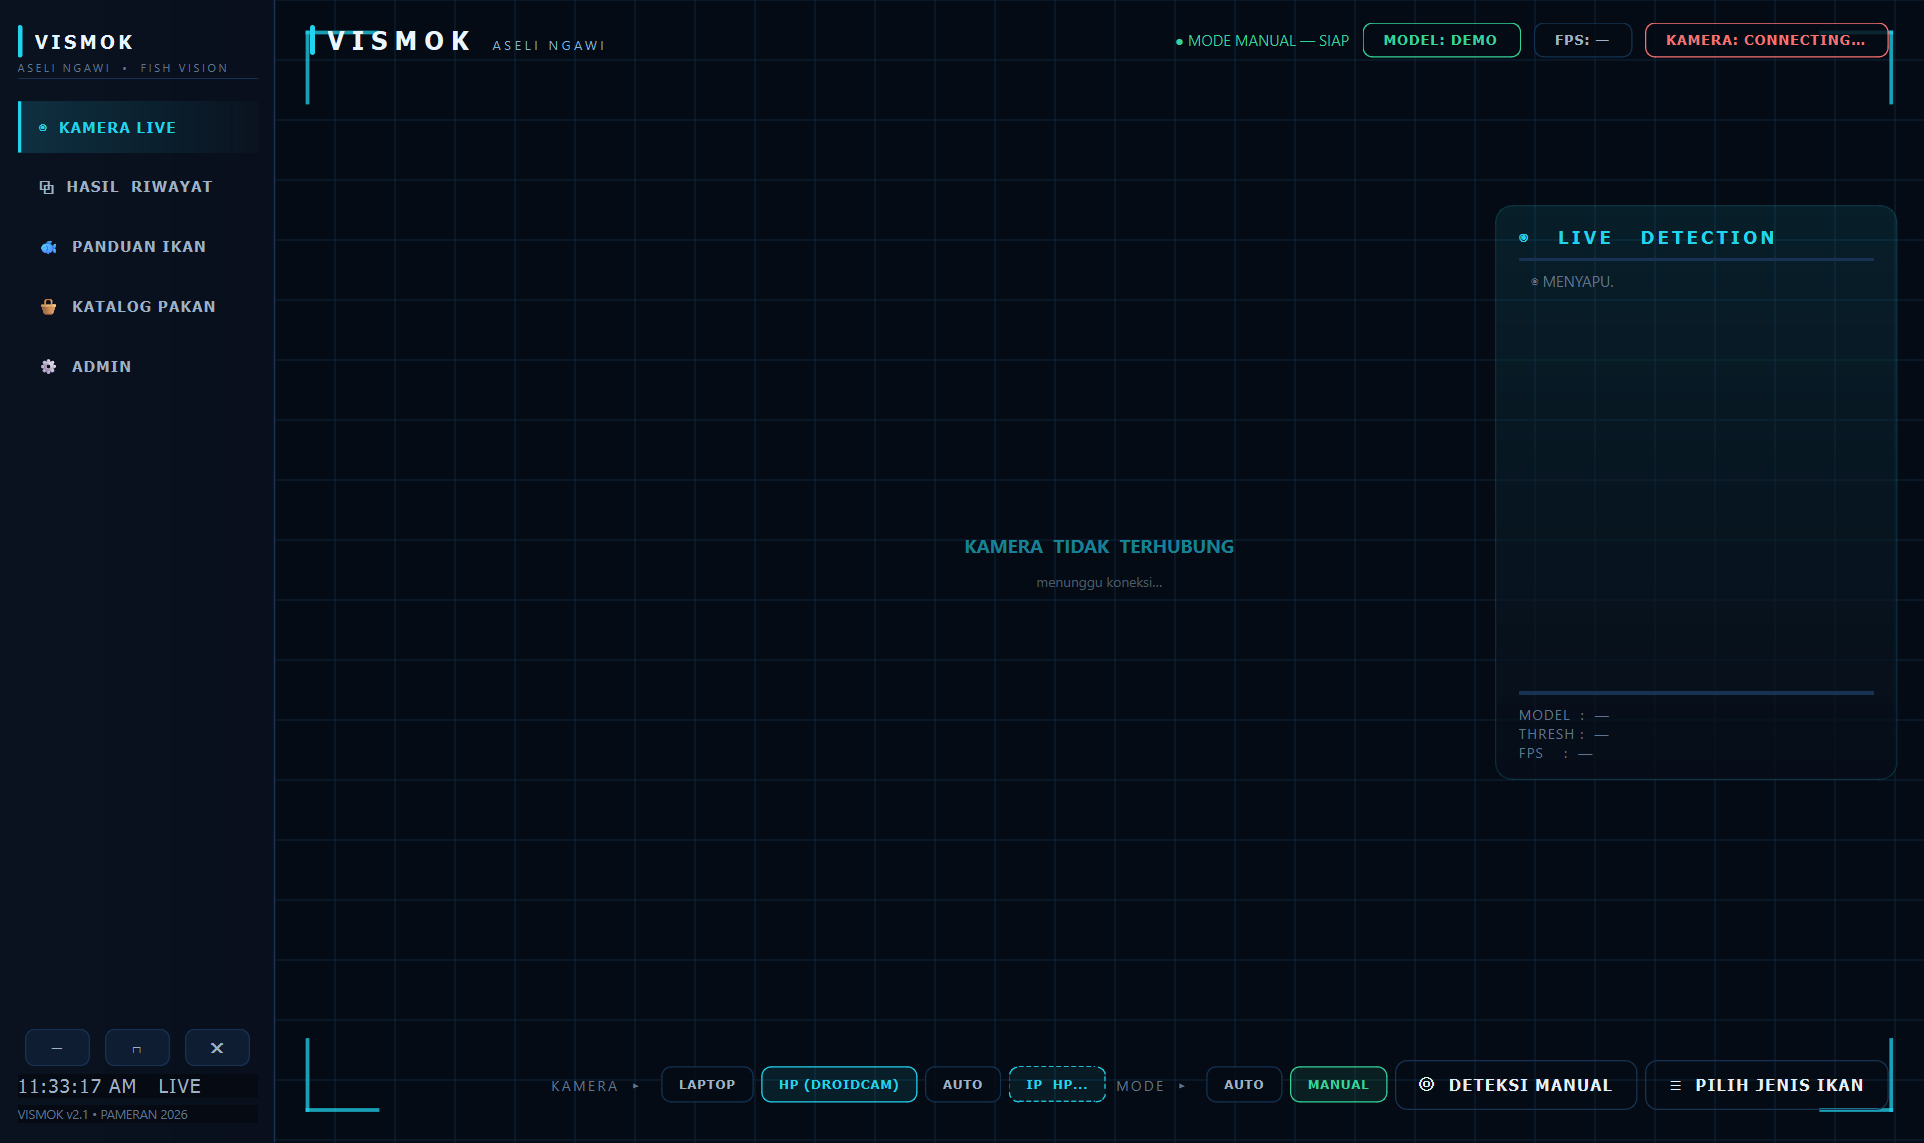 VISMOK
ASELI NGAWI • FISH VISION
KAMERA LIVE
HASIL RIWAYAT
PANDUAN IKAN
KATALOG PAKAN
ADMIN
11:33:17 AM LIVE
VISMOK v2.1 • PAMERAN 2026
VISMOK ASELI NGAWI
● MODE MANUAL — SIAP
MODEL: DEMO
FPS: —
KAMERA: CONNECTING...
LIVE DETECTION
MENYAPU.
KAMERA TIDAK TERHUBUNG
menunggu koneksi...
MODEL : —
THRESH : —
FPS : —
KAMERA ▸
LAPTOP
HP (DROIDCAM)
AUTO
IP HP...
MODE ▸
AUTO
MANUAL
DETEKSI MANUAL
PILIH JENIS IKAN